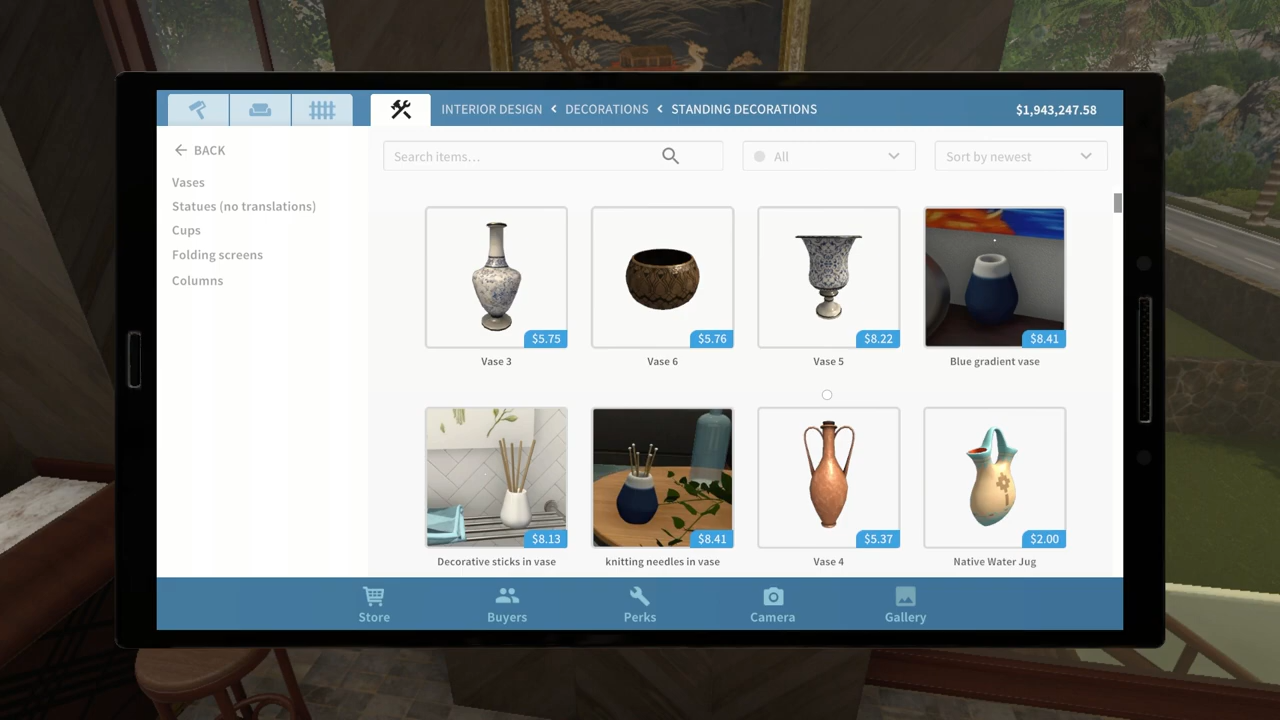 INTERIOR DESIGN < DECORATIONS < STANDING DECORATIONS
$1,943,247.58
BACK
Search items...
All
Sort by newest
Vases
Statues (no translations)
Cups
Folding screens
Columns
$5.75
$5.76
$8.22
$8.41
Vase 3
Vase 6
Vase 5
Blue gradient vase
$8.13
$8.41
$5.37
$2.00
Decorative sticks in vase
knitting needles in vase
Vase 4
Native Water Jug
Store
Buyers
Perks
Camera
Gallery